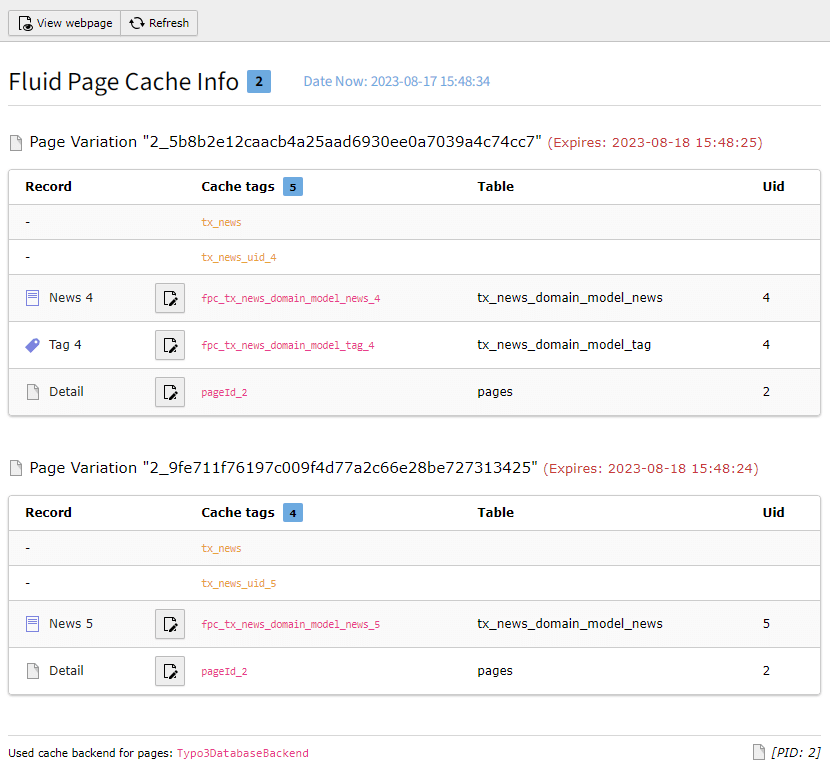 View webpage Refresh
Fluid Page Cache Info 2 Date Now: 2023-08-17 15:48:34
Page Variation "2_5b8b2e12caacb4a25aad6930ee0a7039a4c74cc7" (Expires: 2023-08-18 15:48:25)
Record Cache tags 5 Table Uid
- tx_news
- tx_news_uid_4
News 4 fpc_tx_news_domain_model_news_4 tx_news_domain_model_news 4
Tag 4 fpc_tx_news_domain_model_tag_4 tx_news_domain_model_tag 4
Detail pageId_2 pages 2
Page Variation "2_9fe711f76197c009f4d77a2c66e28be727313425" (Expires: 2023-08-18 15:48:24)
Record Cache tags 4 Table Uid
- tx_news
- tx_news_uid_5
News 5 fpc_tx_news_domain_model_news_5 tx_news_domain_model_news 5
Detail pageId_2 pages 2
Used cache backend for pages: Typo3DatabaseBackend [PID: 2]